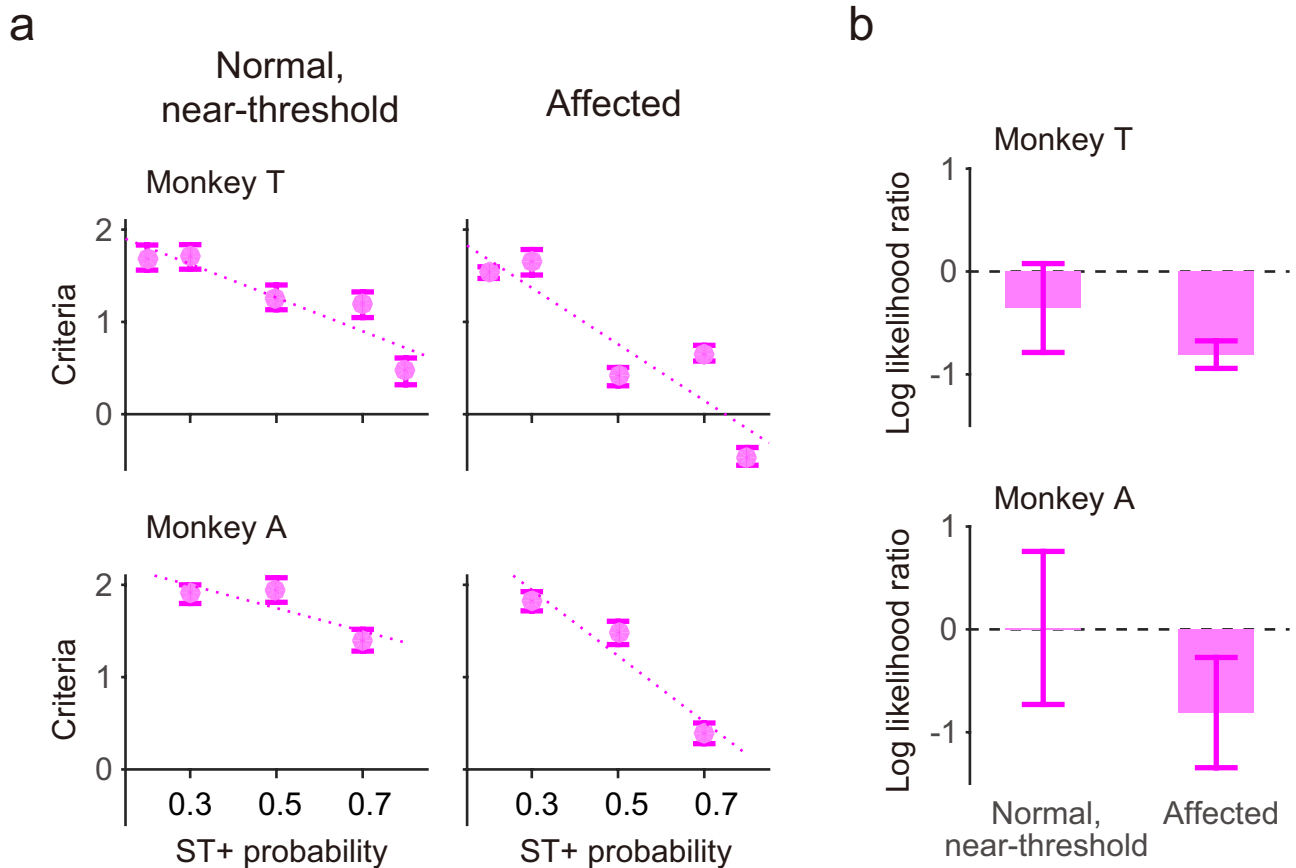 a
Normal,
near-threshold
Affected
Monkey T
Criteria
2
1
0
Monkey A
Criteria
2
1
0
0.3 0.5 0.7
ST+ probability
0.3 0.5 0.7
ST+ probability
b
Monkey T
Log likelihood ratio
1
0
-1
Monkey A
Log likelihood ratio
1
0
-1
Normal,
near-threshold
Affected